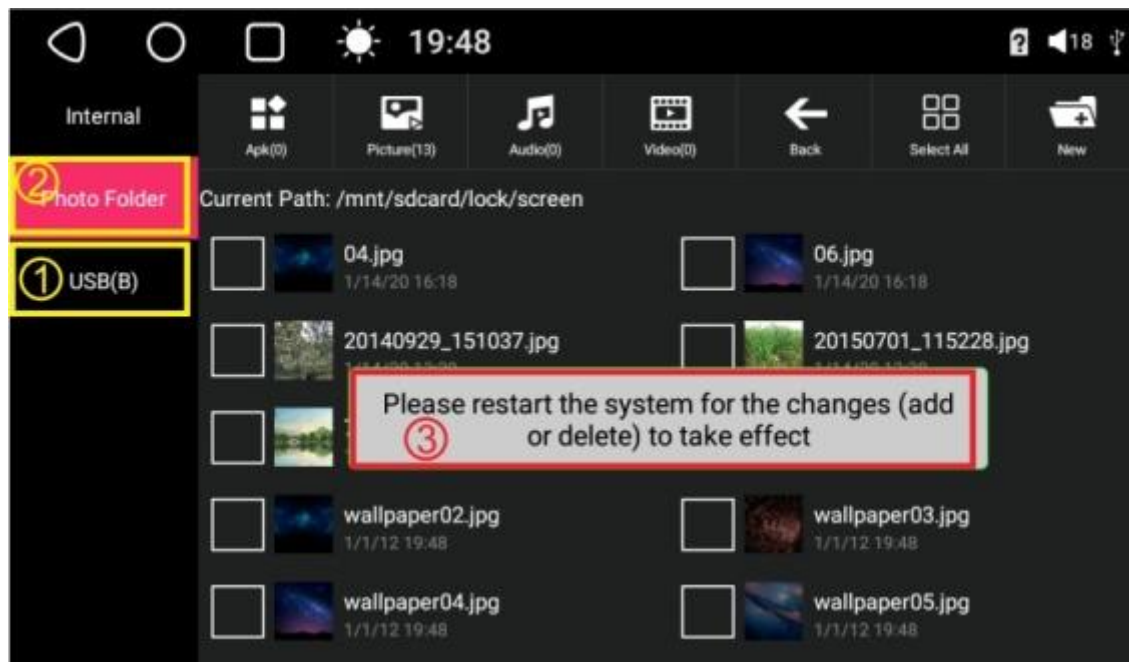 19:48
18
Internal
Apk(0)
Picture(13)
Audio(0)
Video(0)
Back
Select All
New
②
Photo Folder
Current Path: /mnt/sdcard/lock/screen
①
USB(B)
04.jpg
1/14/20 16:18
06.jpg
1/14/20 16:18
20140929_151037.jpg
20150701_115228.jpg
Please restart the system for the changes (add
③
or delete) to take effect
wallpaper02.jpg
1/1/12 19:48
wallpaper03.jpg
1/1/12 19:48
wallpaper04.jpg
1/1/12 19:48
wallpaper05.jpg
1/1/12 19:48